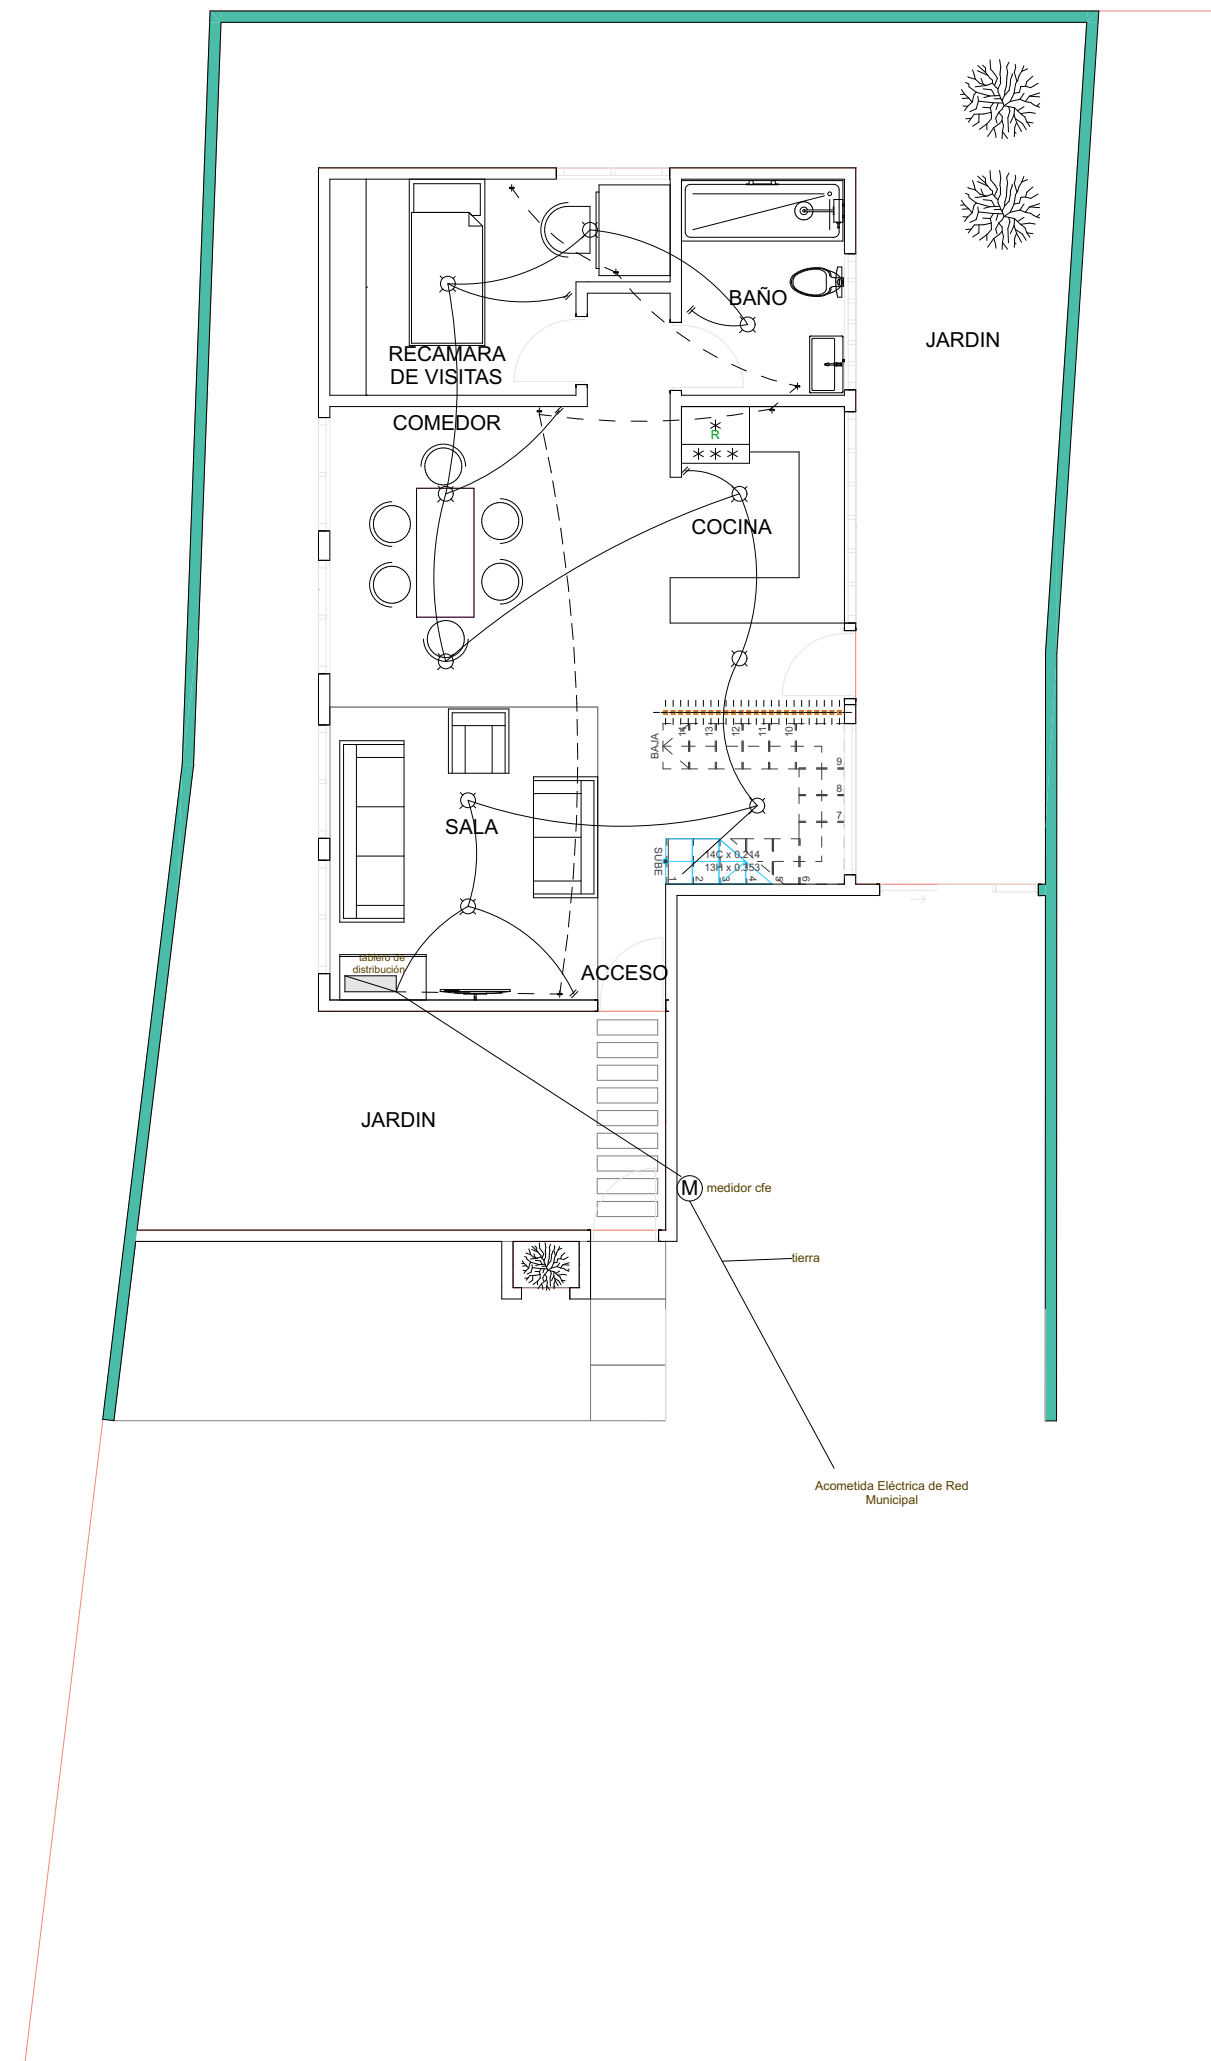 BAÑO
JARDIN
RECAMARA
DE VISITAS
COMEDOR
R
COCINA
BAJA
14
13
12
11
10
9
8
7
SALA
SUBE
14C x 0.214
13H x 0.353
1
2
3
4
5
6
tablero de
distribución
ACCESO
JARDIN
M
medidor cfe
tierra
Acometida Eléctrica de Red
Municipal